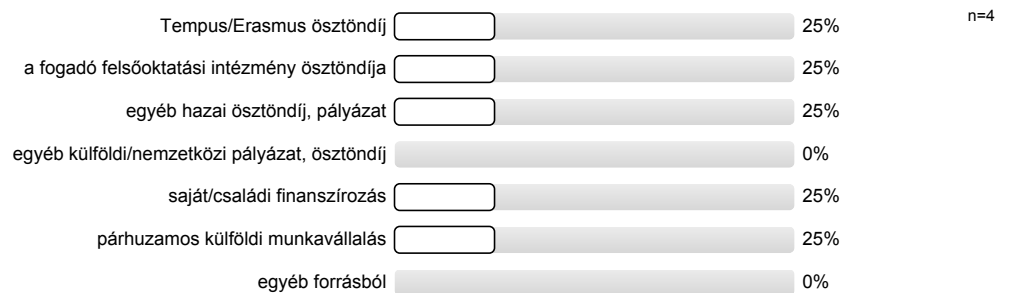 Tempus/Erasmus ösztöndíj 25% n=4
a fogadó felsőoktatási intézmény ösztöndíja 25%
egyéb hazai ösztöndíj, pályázat 25%
egyéb külföldi/nemzetközi pályázat, ösztöndíj 0%
saját/családi finanszírozás 25%
párhuzamos külföldi munkavállalás 25%
egyéb forrásból 0%